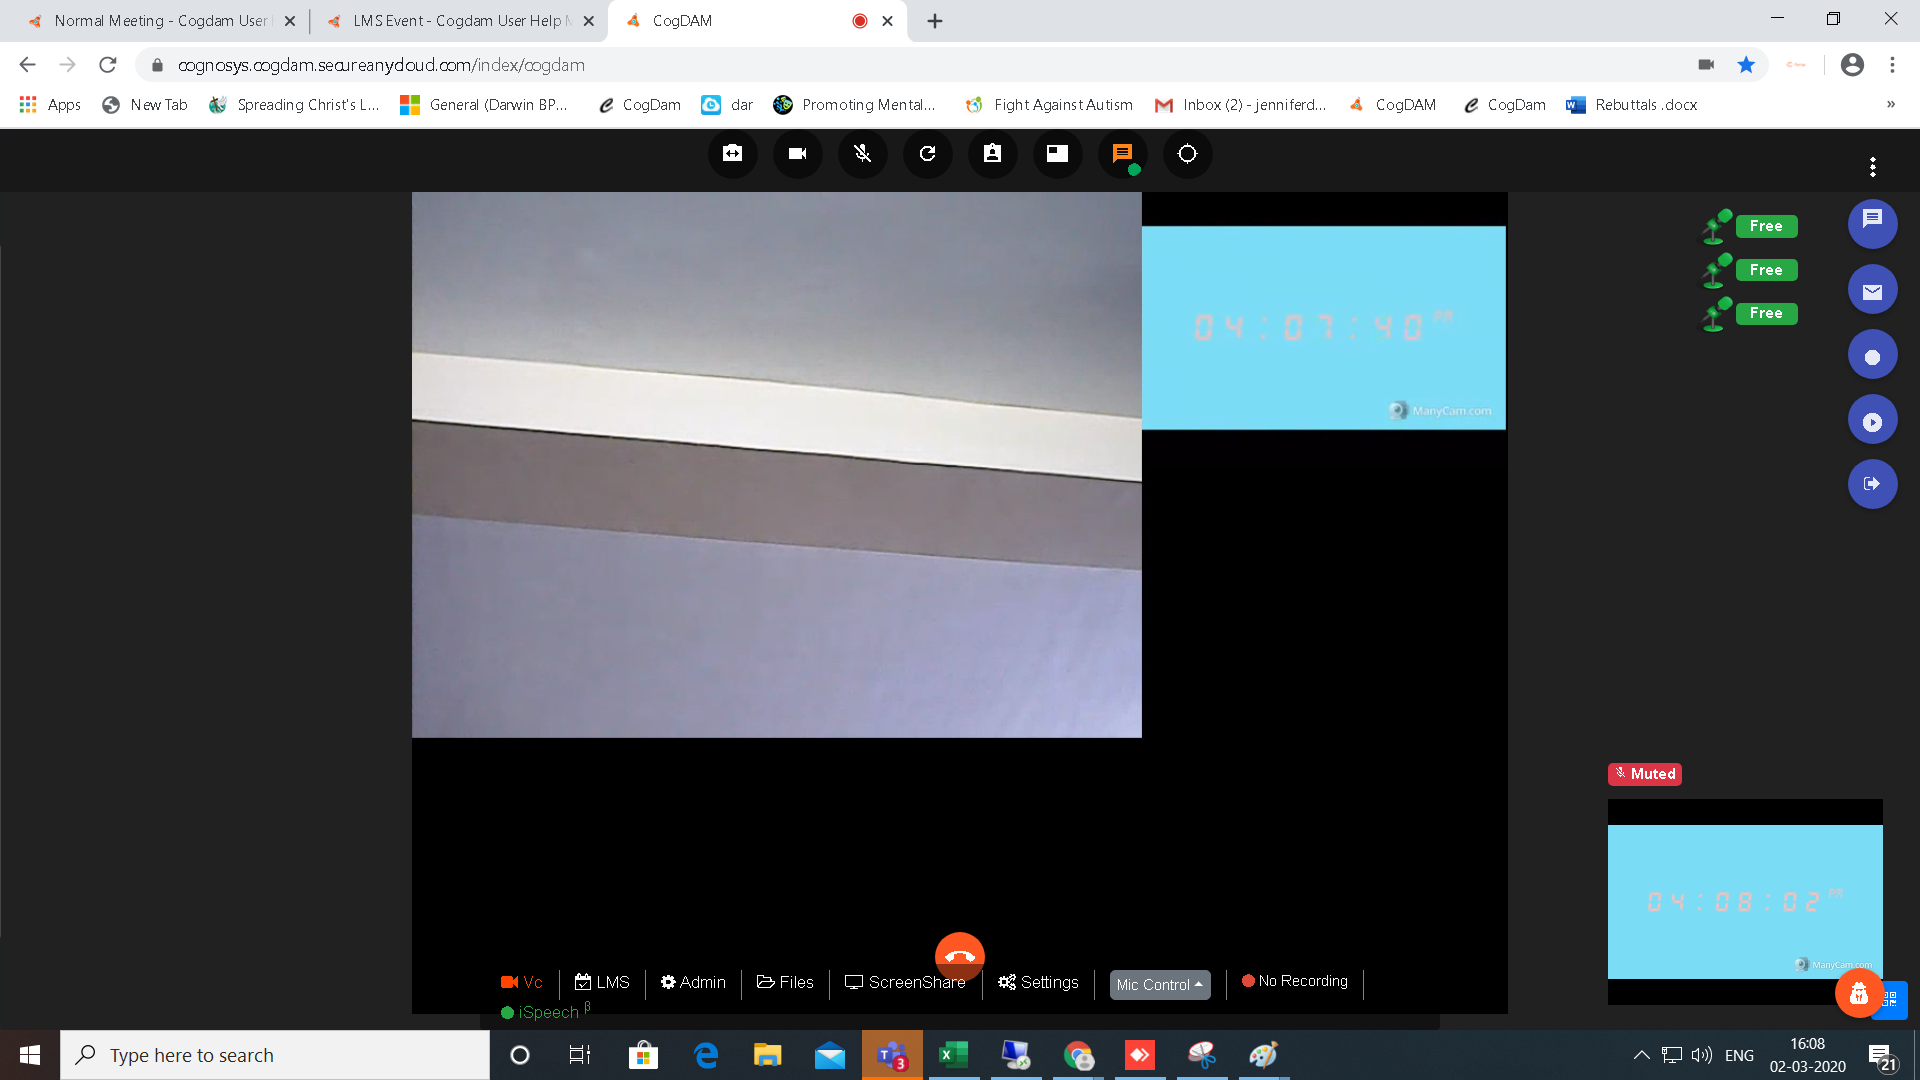 Normal Meeting - Cogdam User
LMS Event - Cogdam User Help M
CogDAM
cognosys.cogdam.secureanycloud.com/index/cogdam
Apps
New Tab
Spreading Christ's L...
General (Darwin BP...
CogDam
dar
Promoting Mental...
Fight Against Autism
Inbox (2) - jenniferd...
CogDAM
CogDam
Rebuttals .docx
»
04:07:40 PM
ManyCam.com
Free
Free
Free
Muted
04:08:02 PM
ManyCam.com
Vc
LMS
Admin
Files
ScreenShare
Settings
Mic Control
No Recording
iSpeech β
Type here to search
3
ENG
16:08
02-03-2020
21